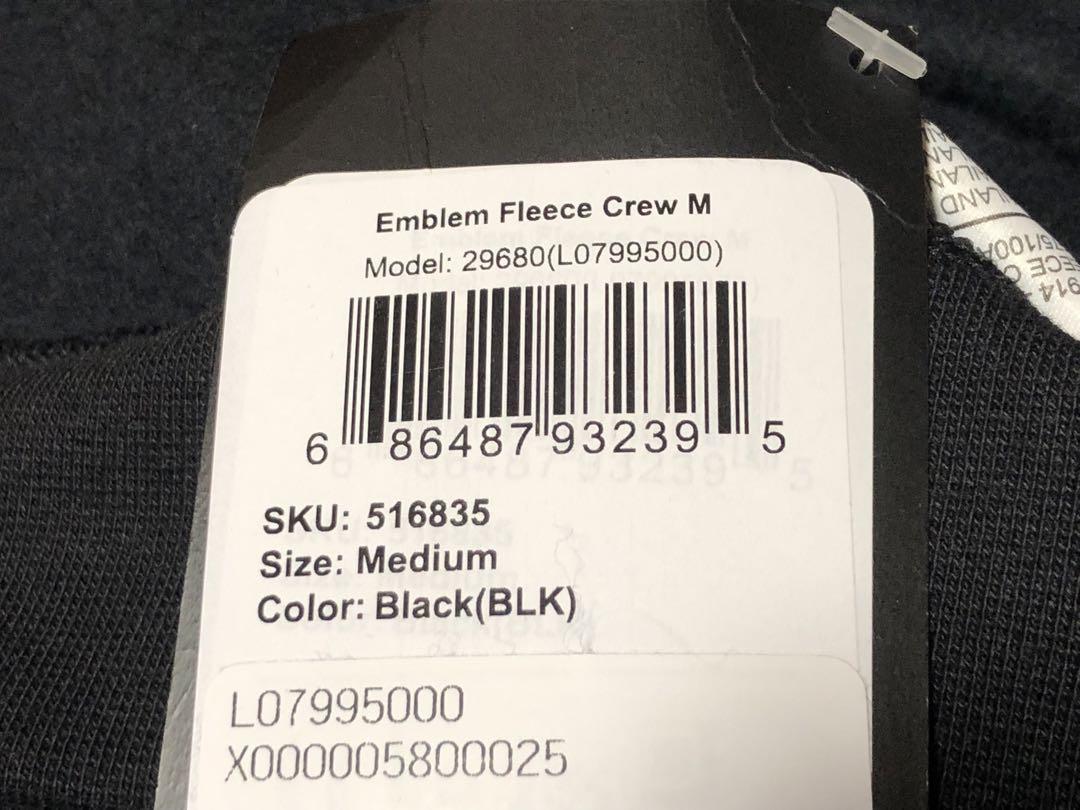 Emblem Fleece Crew M
Model: 29680(L07995000)
6 86487 93239 5
SKU: 516835
Size: Medium
Color: Black(BLK)
L07995000
X000005800025